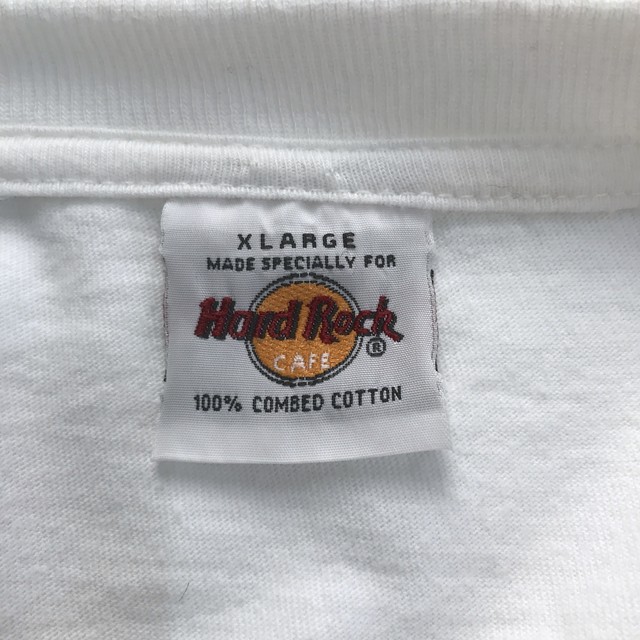 XLARGE
MADE SPECIALLY FOR
Hard Rock
CAFE ®
100% COMBED COTTON